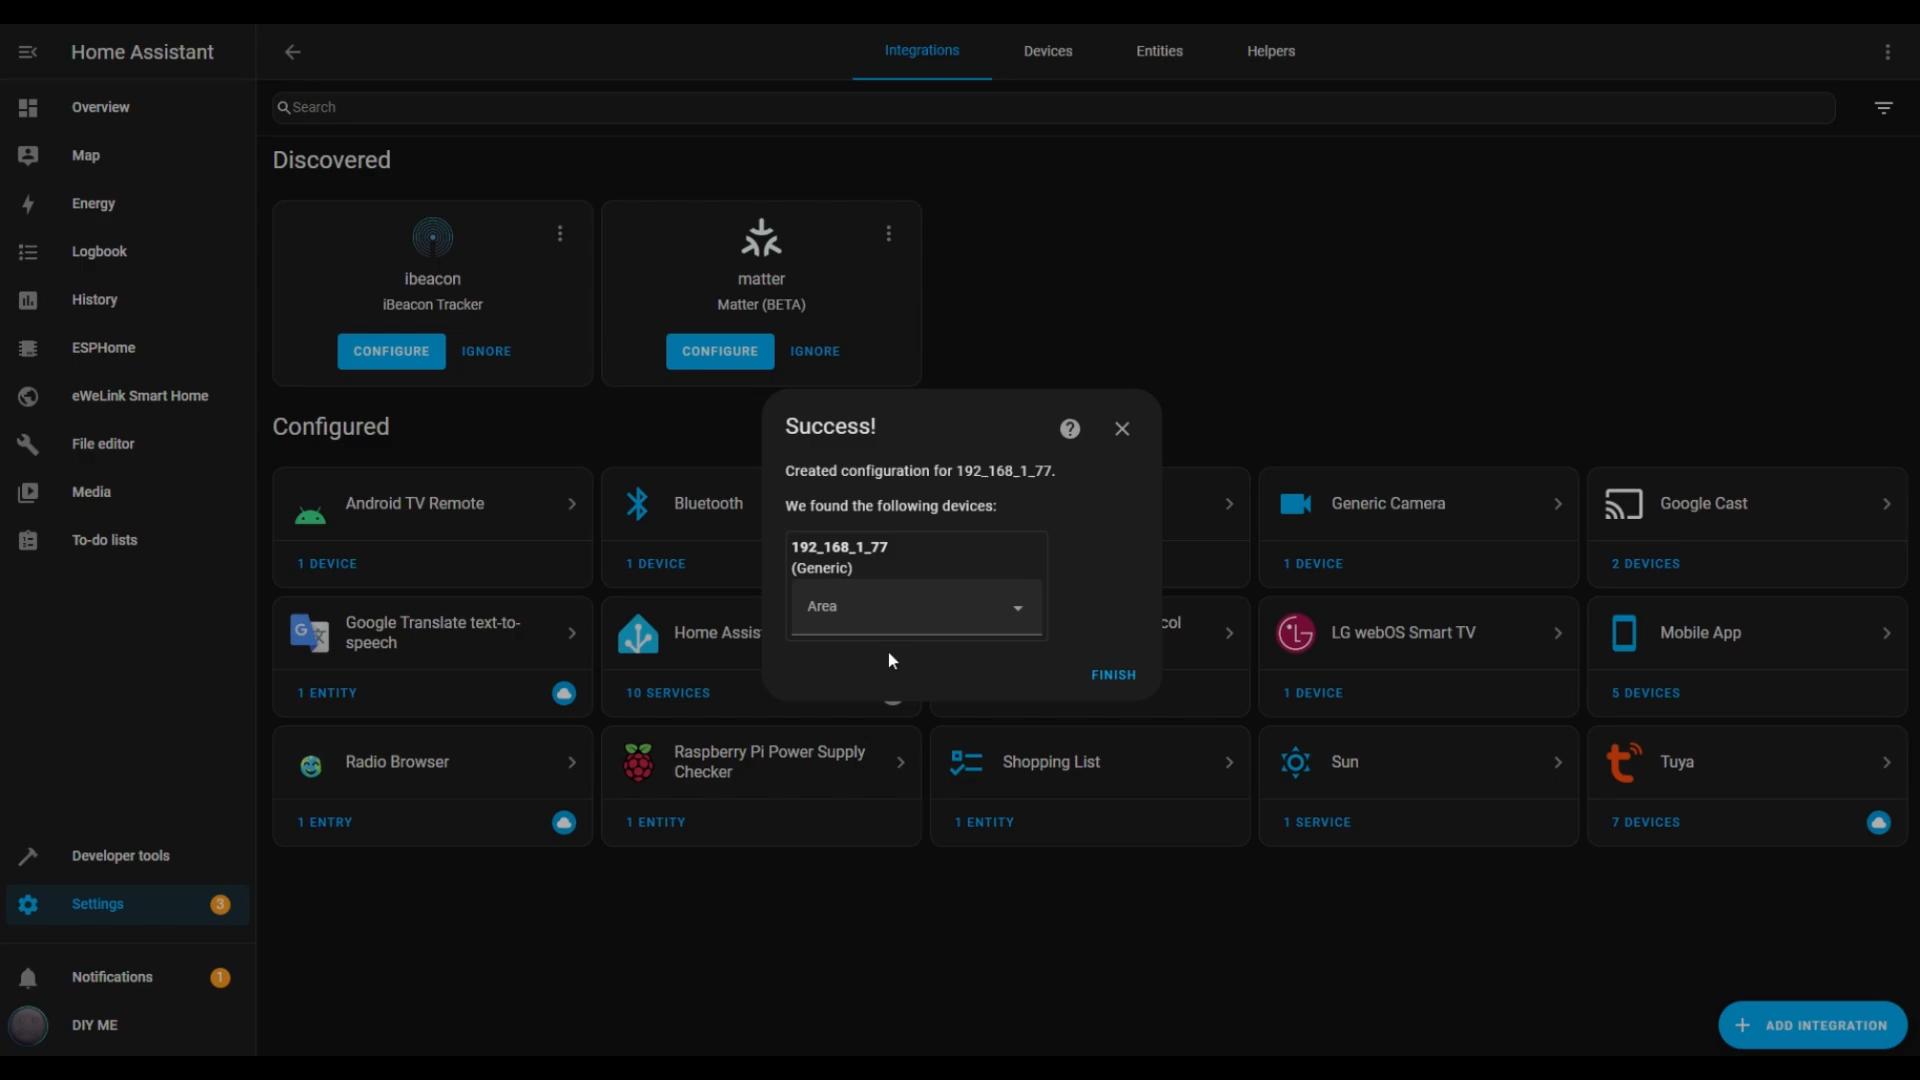 Home Assistant
Integrations
Devices
Entities
Helpers
Overview
Map
Energy
Logbook
History
ESPHome
eWeLink Smart Home
File editor
Media
To-do lists
Developer tools
Settings
3
Notifications
1
DIY ME
Search
Discovered
ibeacon
iBeacon Tracker
CONFIGURE
IGNORE
matter
Matter (BETA)
CONFIGURE
IGNORE
Configured
Success!
Created configuration for 192_168_1_77.
We found the following devices:
192_168_1_77
(Generic)
Area
FINISH
Android TV Remote
1 DEVICE
Bluetooth
1 DEVICE
Generic Camera
1 DEVICE
Google Cast
2 DEVICES
Google Translate text-to-
speech
1 ENTITY
Home Assis
10 SERVICES
col
LG webOS Smart TV
1 DEVICE
Mobile App
5 DEVICES
Radio Browser
1 ENTRY
Raspberry Pi Power Supply
Checker
1 ENTITY
Shopping List
1 ENTITY
Sun
1 SERVICE
Tuya
7 DEVICES
ADD INTEGRATION